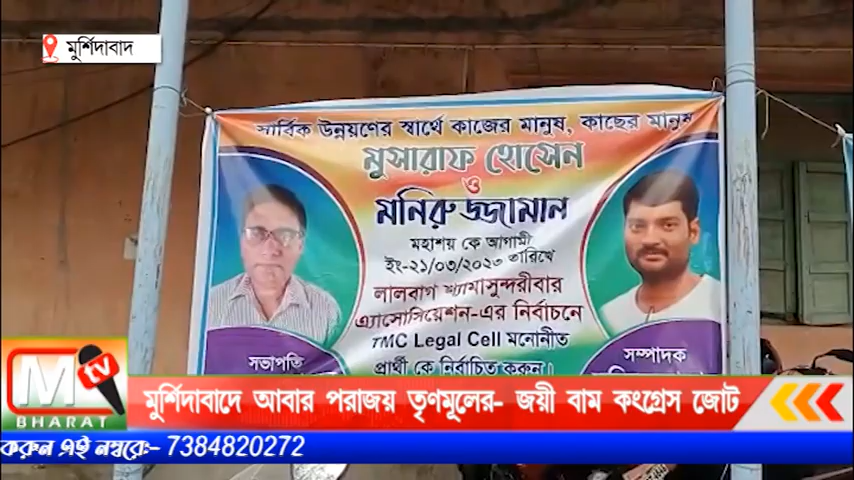 মুর্শিদাবাদ
সার্বিক উন্নয়ণের স্বার্থে কাজের মানুষ, কাছের মানুষ
মুসারাফ হোসেন
ও
মনিরুজ্জামান
মহাশয় কে আগামী
ইং-২১/০৩/২০২৩ তারিখে
লালবাগ শ্যামাসুন্দরীবার
এ্যাসোসিয়েশন-এর নির্বাচনে
TMC Legal Cell মনোনীত
প্রার্থী কে নির্বাচিত করুন।
সভাপতি
সম্পাদক
M tv
BHARAT
মুর্শিদাবাদে আবার পরাজয় তৃণমূলের- জয়ী বাম কংগ্রেস জোট
করুন এই নম্বরে:- 7384820272